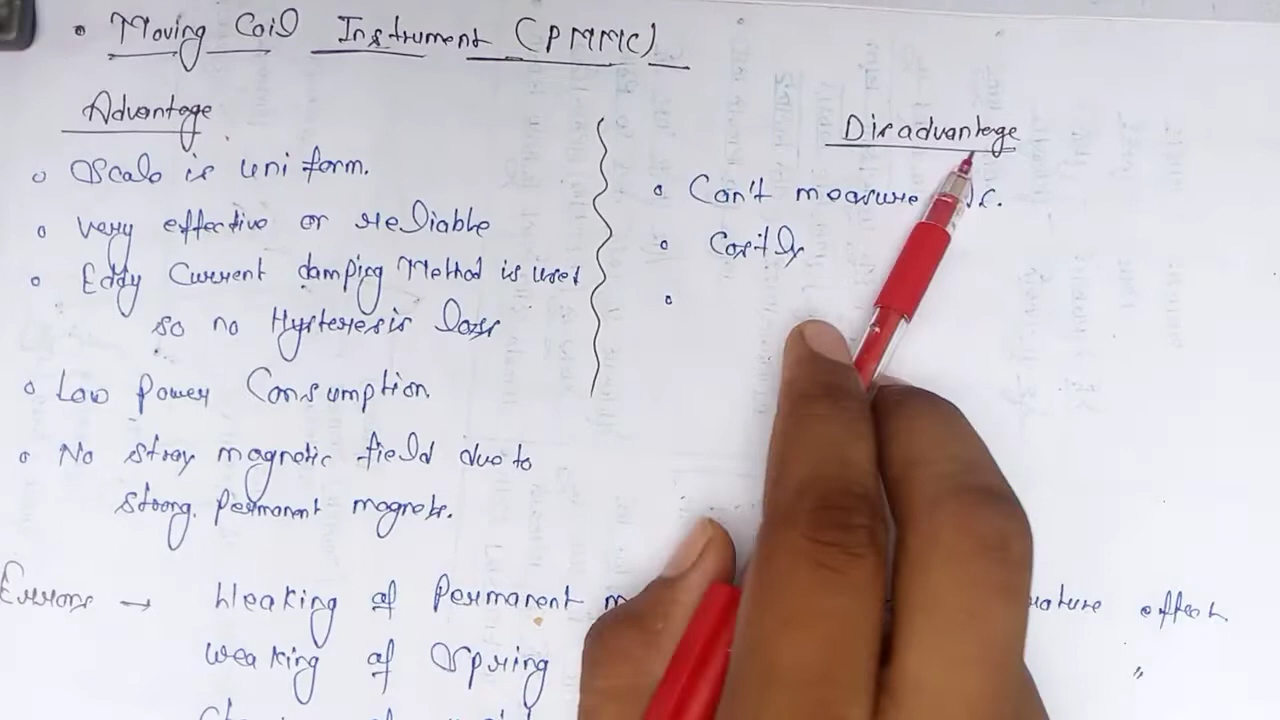 Moving Coil Instrument (PMMC)
Advantage
Scale is uniform.
very effective or reliable
Eddy Current damping Method is used
so no Hysteresis loss
Low Power Consumption.
No stray magnetic field due to
strong. Permanent magnets.
Disadvantage
Can't measure
Costly
Errors → Weaking of Permanent effect
weaking of Spring "